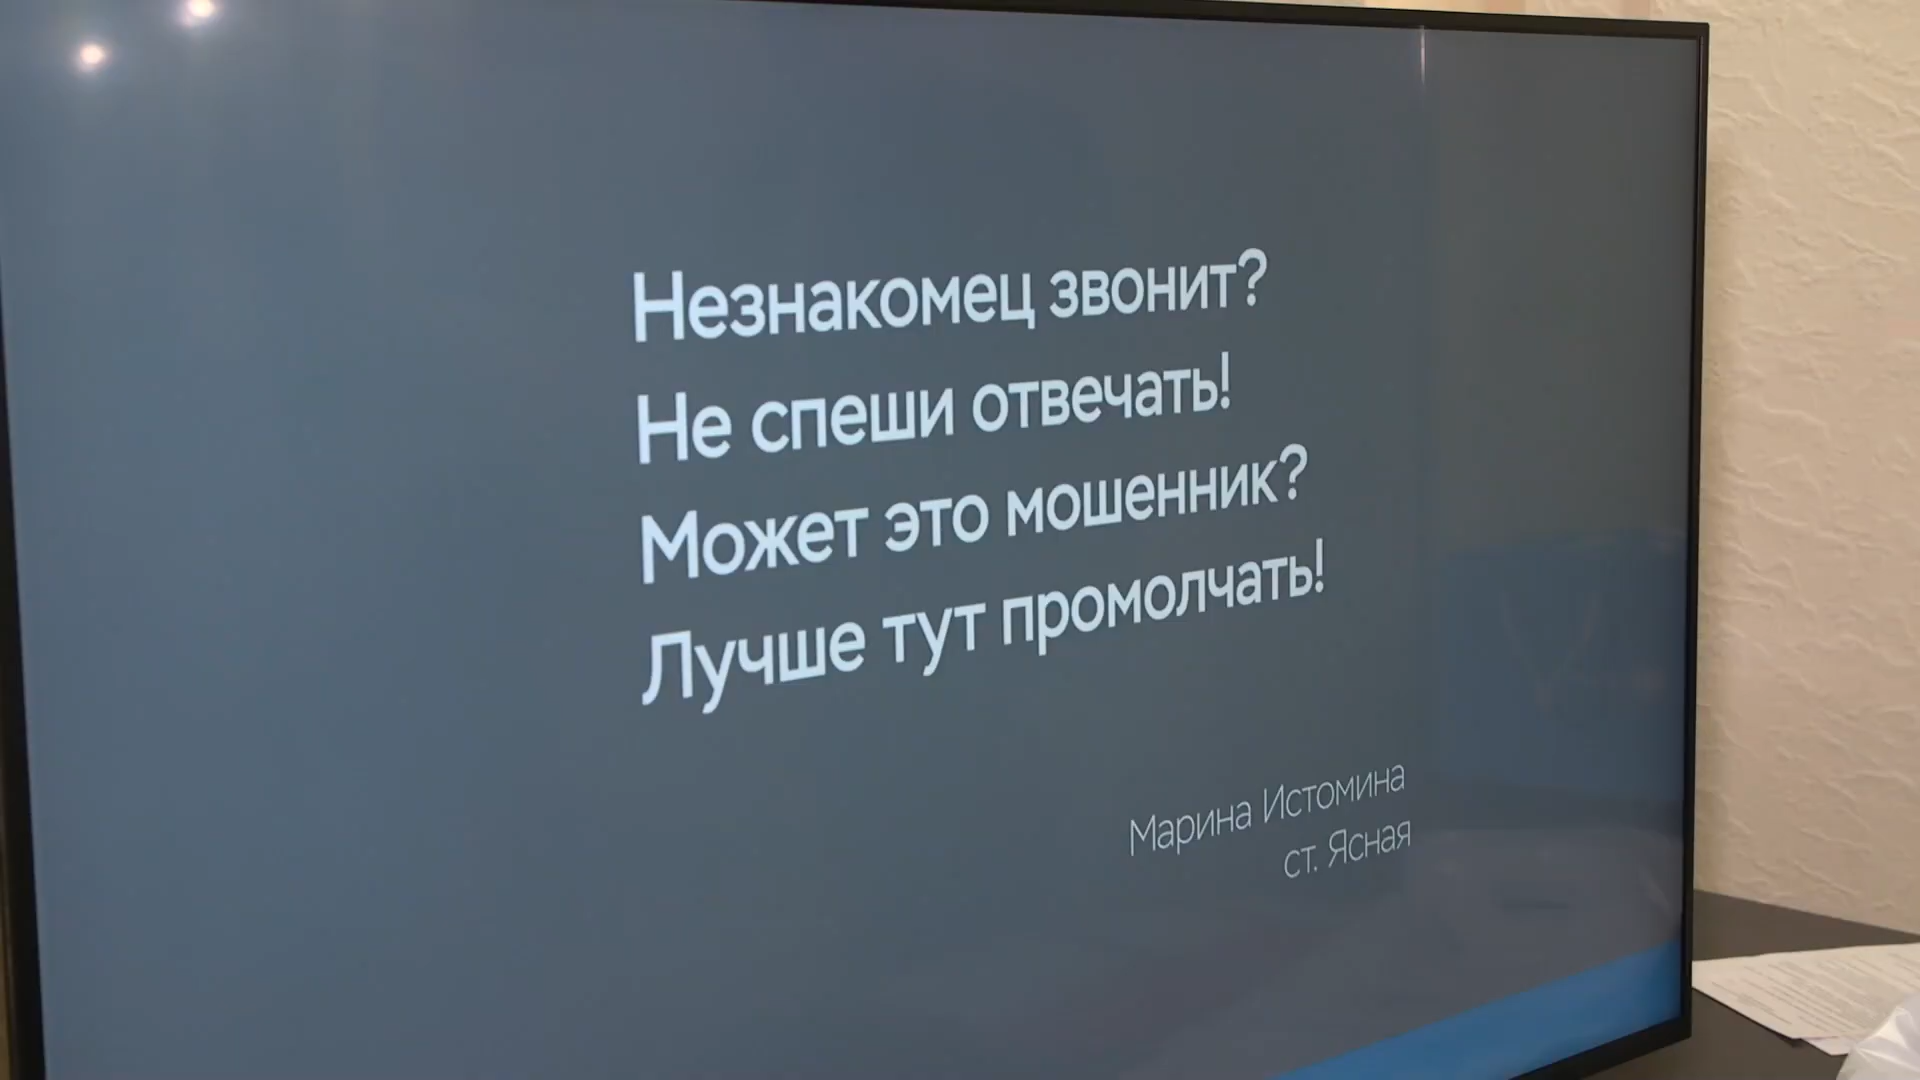 Незнакомец звонит?
Не спеши отвечать!
Может это мошенник?
Лучше тут промолчать!
Марина Истомина
ст. Ясная